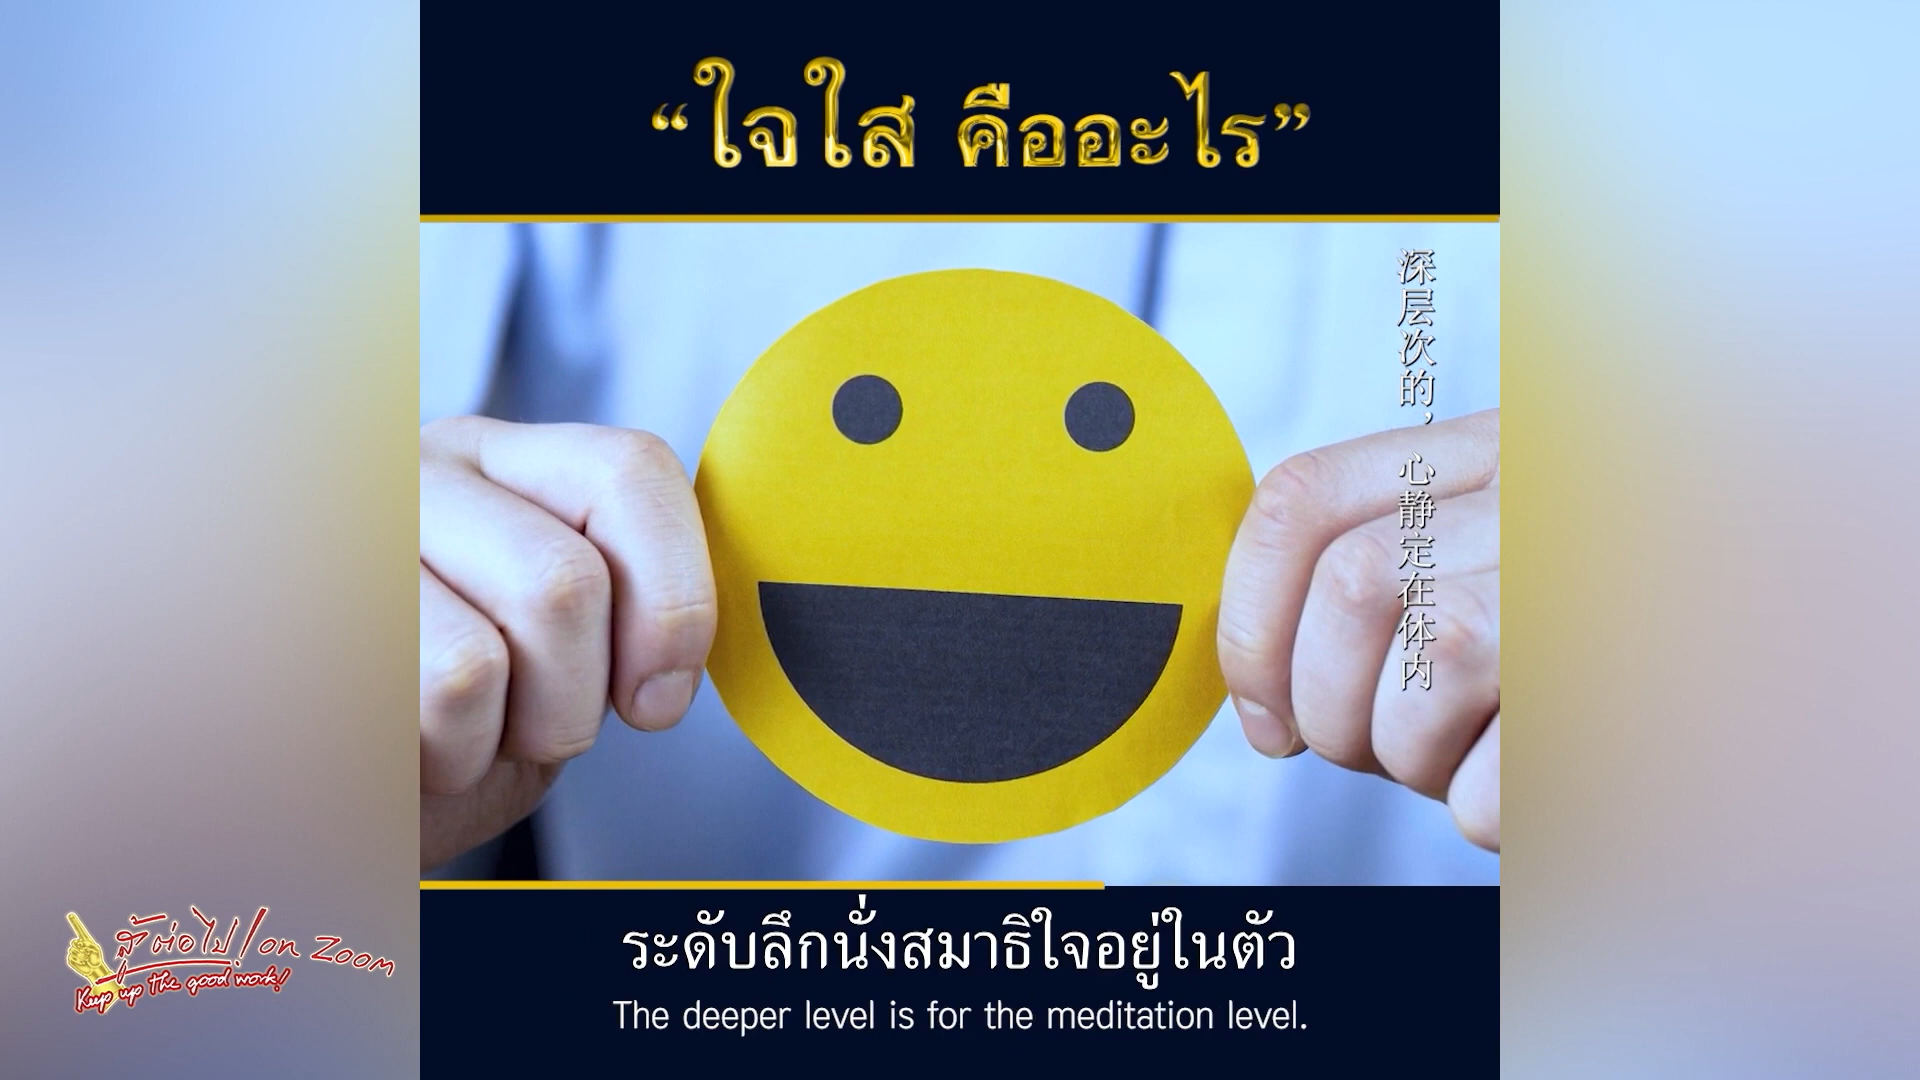 “ใจใส คืออะไร”
深层次的，心静定在体内
ระดับลึกนั่งสมาธิใจอยู่ในตัว
The deeper level is for the meditation level.
สู้ต่อไป! on Zoom
Keep up the good work!